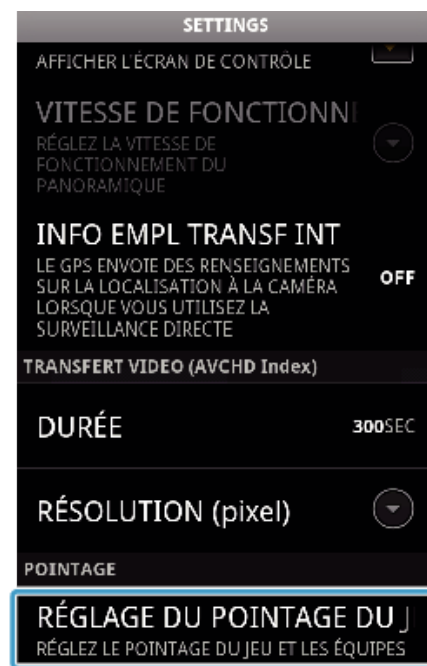 SETTINGS
AFFICHER L'ÉCRAN DE CONTRÔLE
VITESSE DE FONCTIONN
RÉGLEZ LA VITESSE DE
FONCTIONNEMENT DU
PANORAMIQUE
INFO EMPL TRANSF INT
LE GPS ENVOIE DES RENSEIGNEMENTS
SUR LA LOCALISATION À LA CAMÉRA
LORSQUE VOUS UTILISEZ LA
SURVEILLANCE DIRECTE
OFF
TRANSFERT VIDEO (AVCHD Index)
DURÉE 300SEC
RÉSOLUTION (pixel)
POINTAGE
RÉGLAGE DU POINTAGE DU J
RÉGLEZ LE POINTAGE DU JEU ET LES ÉQUIPES